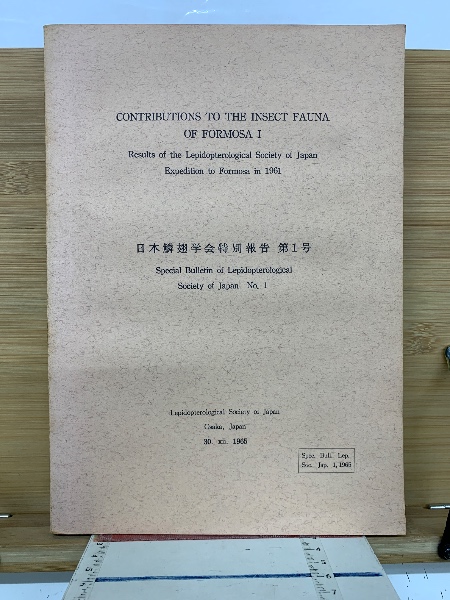 CONTRIBUTIONS TO THE INSECT FAUNA
OF FORMOSA I
Results of the Lepidopterological Society of Japan
Expedition to Formosa in 1961
日本鱗翅学会特別報告 第1号
Special Bulletin of Lepidopterological
Society of Japan No. 1
Lepidopterological Society of Japan
Osaka, Japan
30. xii. 1965
Spec. Bull. Lep.
Soc. Jap. 1, 1965